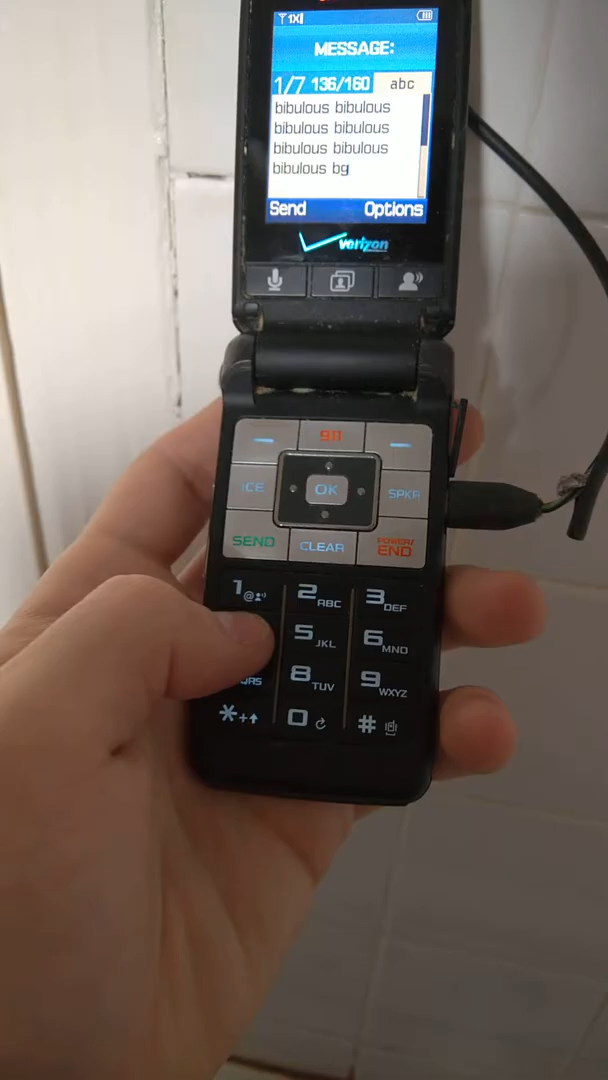 1X
MESSAGE:
1/7 136/160 abc
bibulous bibulous
bibulous bibulous
bibulous bibulous
bibulous bg
Send Options
verizon
911
ICE OK SPKR
SEND CLEAR POWER/END
1 @ 2 ABC 3 DEF
5 JKL 6 MNO
QRS 8 TUV 9 WXYZ
*+ 0 #